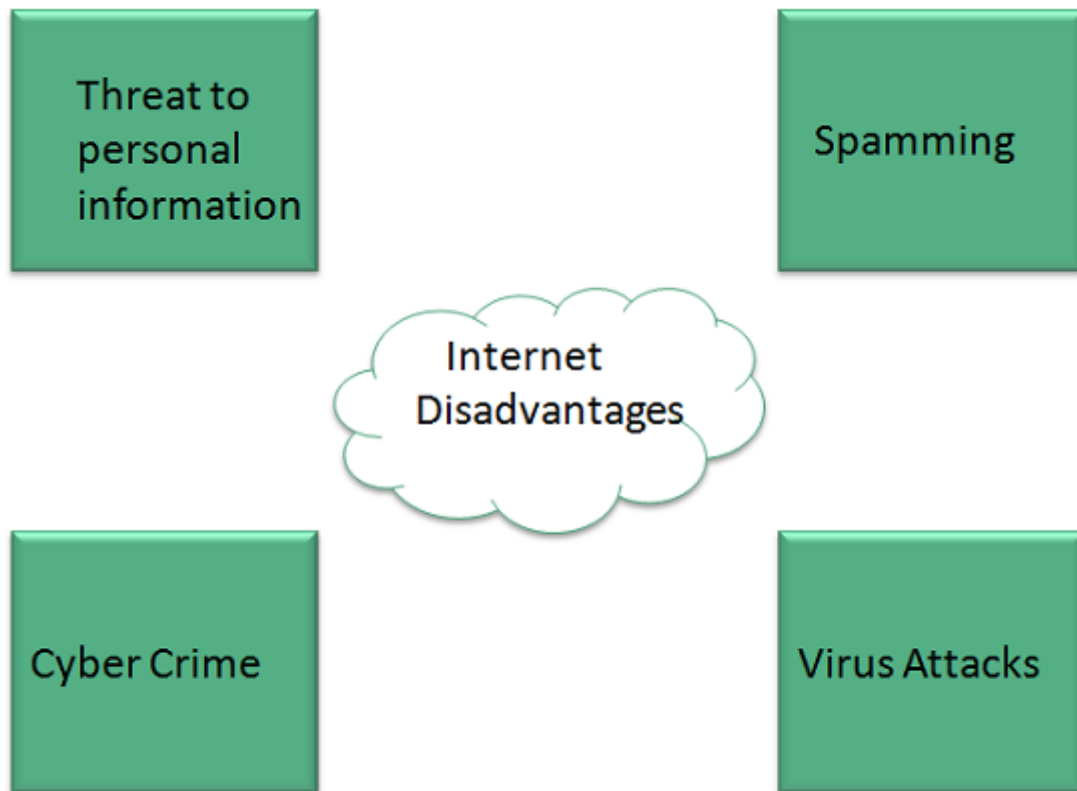 Threat to
personal
information
Spamming
Internet
Disadvantages
Cyber Crime
Virus Attacks